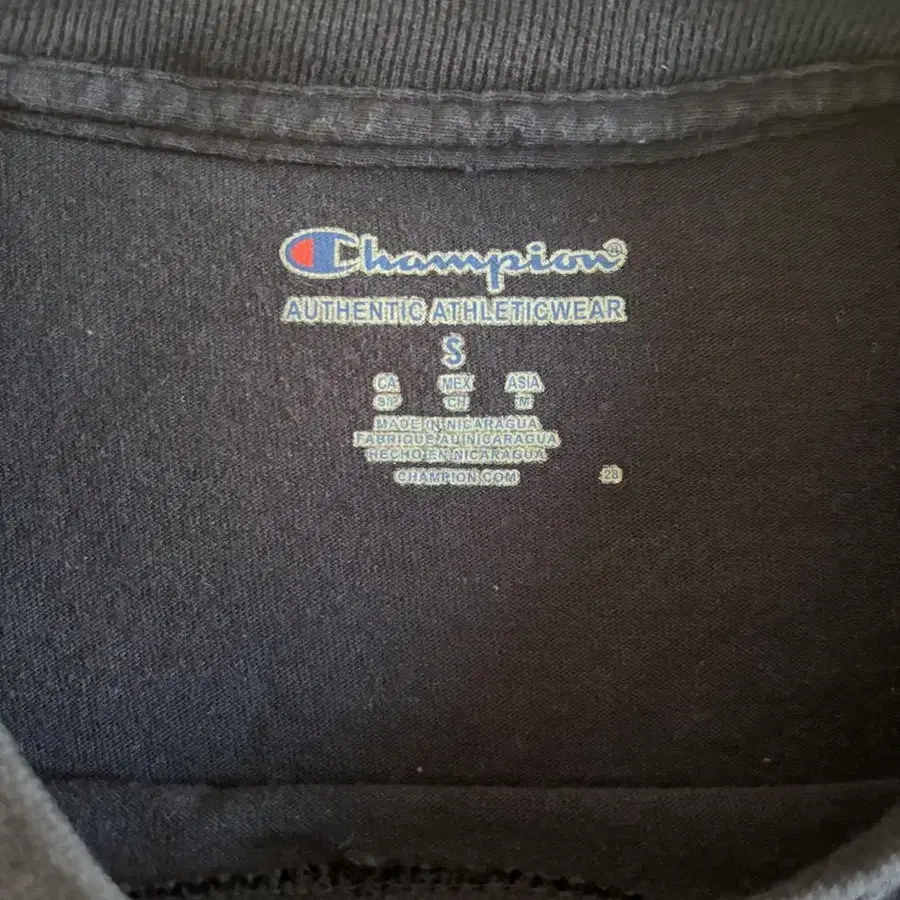 Champion®
AUTHENTIC ATHLETICWEAR
S
CA MEX ASIA
S/P CH M
MADE IN NICARAGUA
FABRIQUE AU NICARAGUA
HECHO EN NICARAGUA
CHAMPION.COM 28